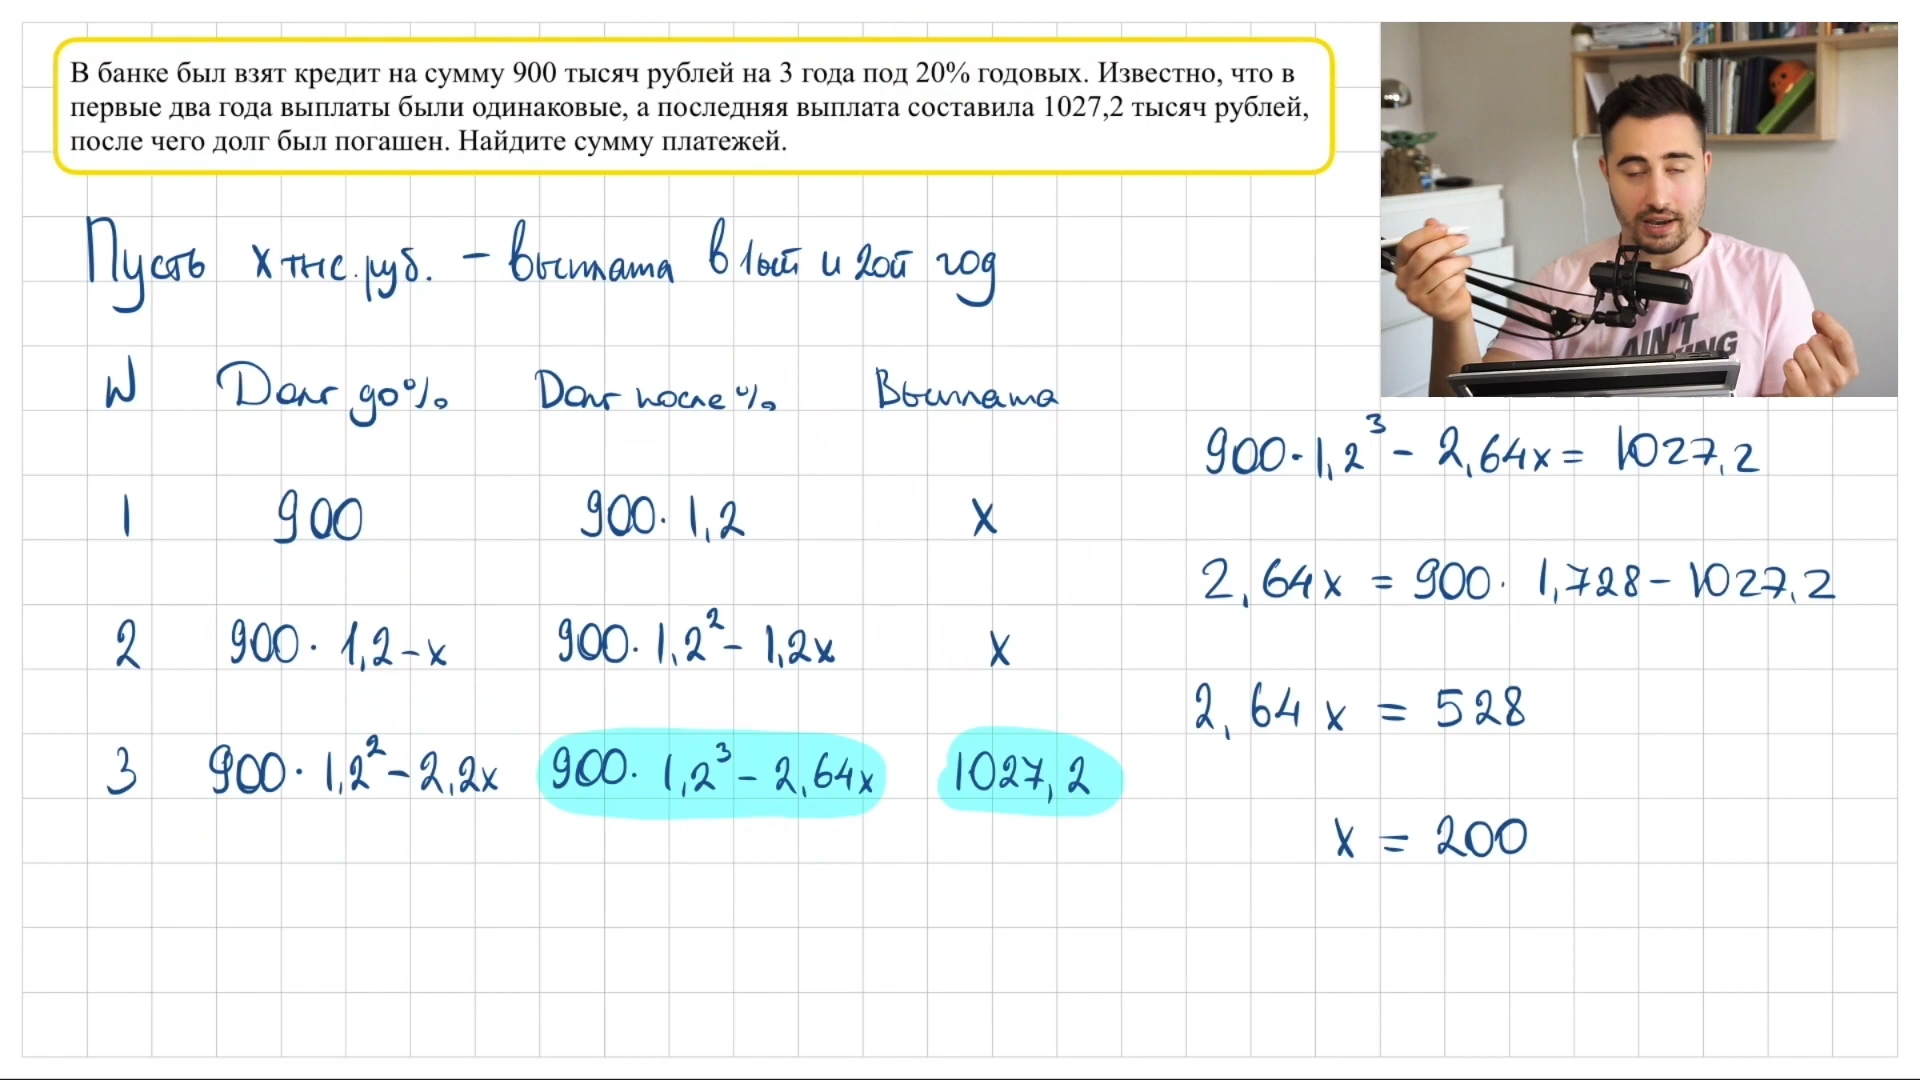 В банке был взят кредит на сумму 900 тысяч рублей на 3 года под 20% годовых. Известно, что в
первые два года выплаты были одинаковые, а последняя выплата составила 1027,2 тысяч рублей,
после чего долг был погашен. Найдите сумму платежей.
Пусть x тыс. руб. - выплата в 1ый и 2ой год
N Долг до % Долг после % Выплата
1 900 900 · 1,2 x
2 900 · 1,2 - x 900 · 1,2² - 1,2x x
3 900 · 1,2² - 2,2x 900 · 1,2³ - 2,64x 1027,2
900 · 1,2³ - 2,64x = 1027,2
2,64x = 900 · 1,728 - 1027,2
2,64x = 528
x = 200
AIN'T